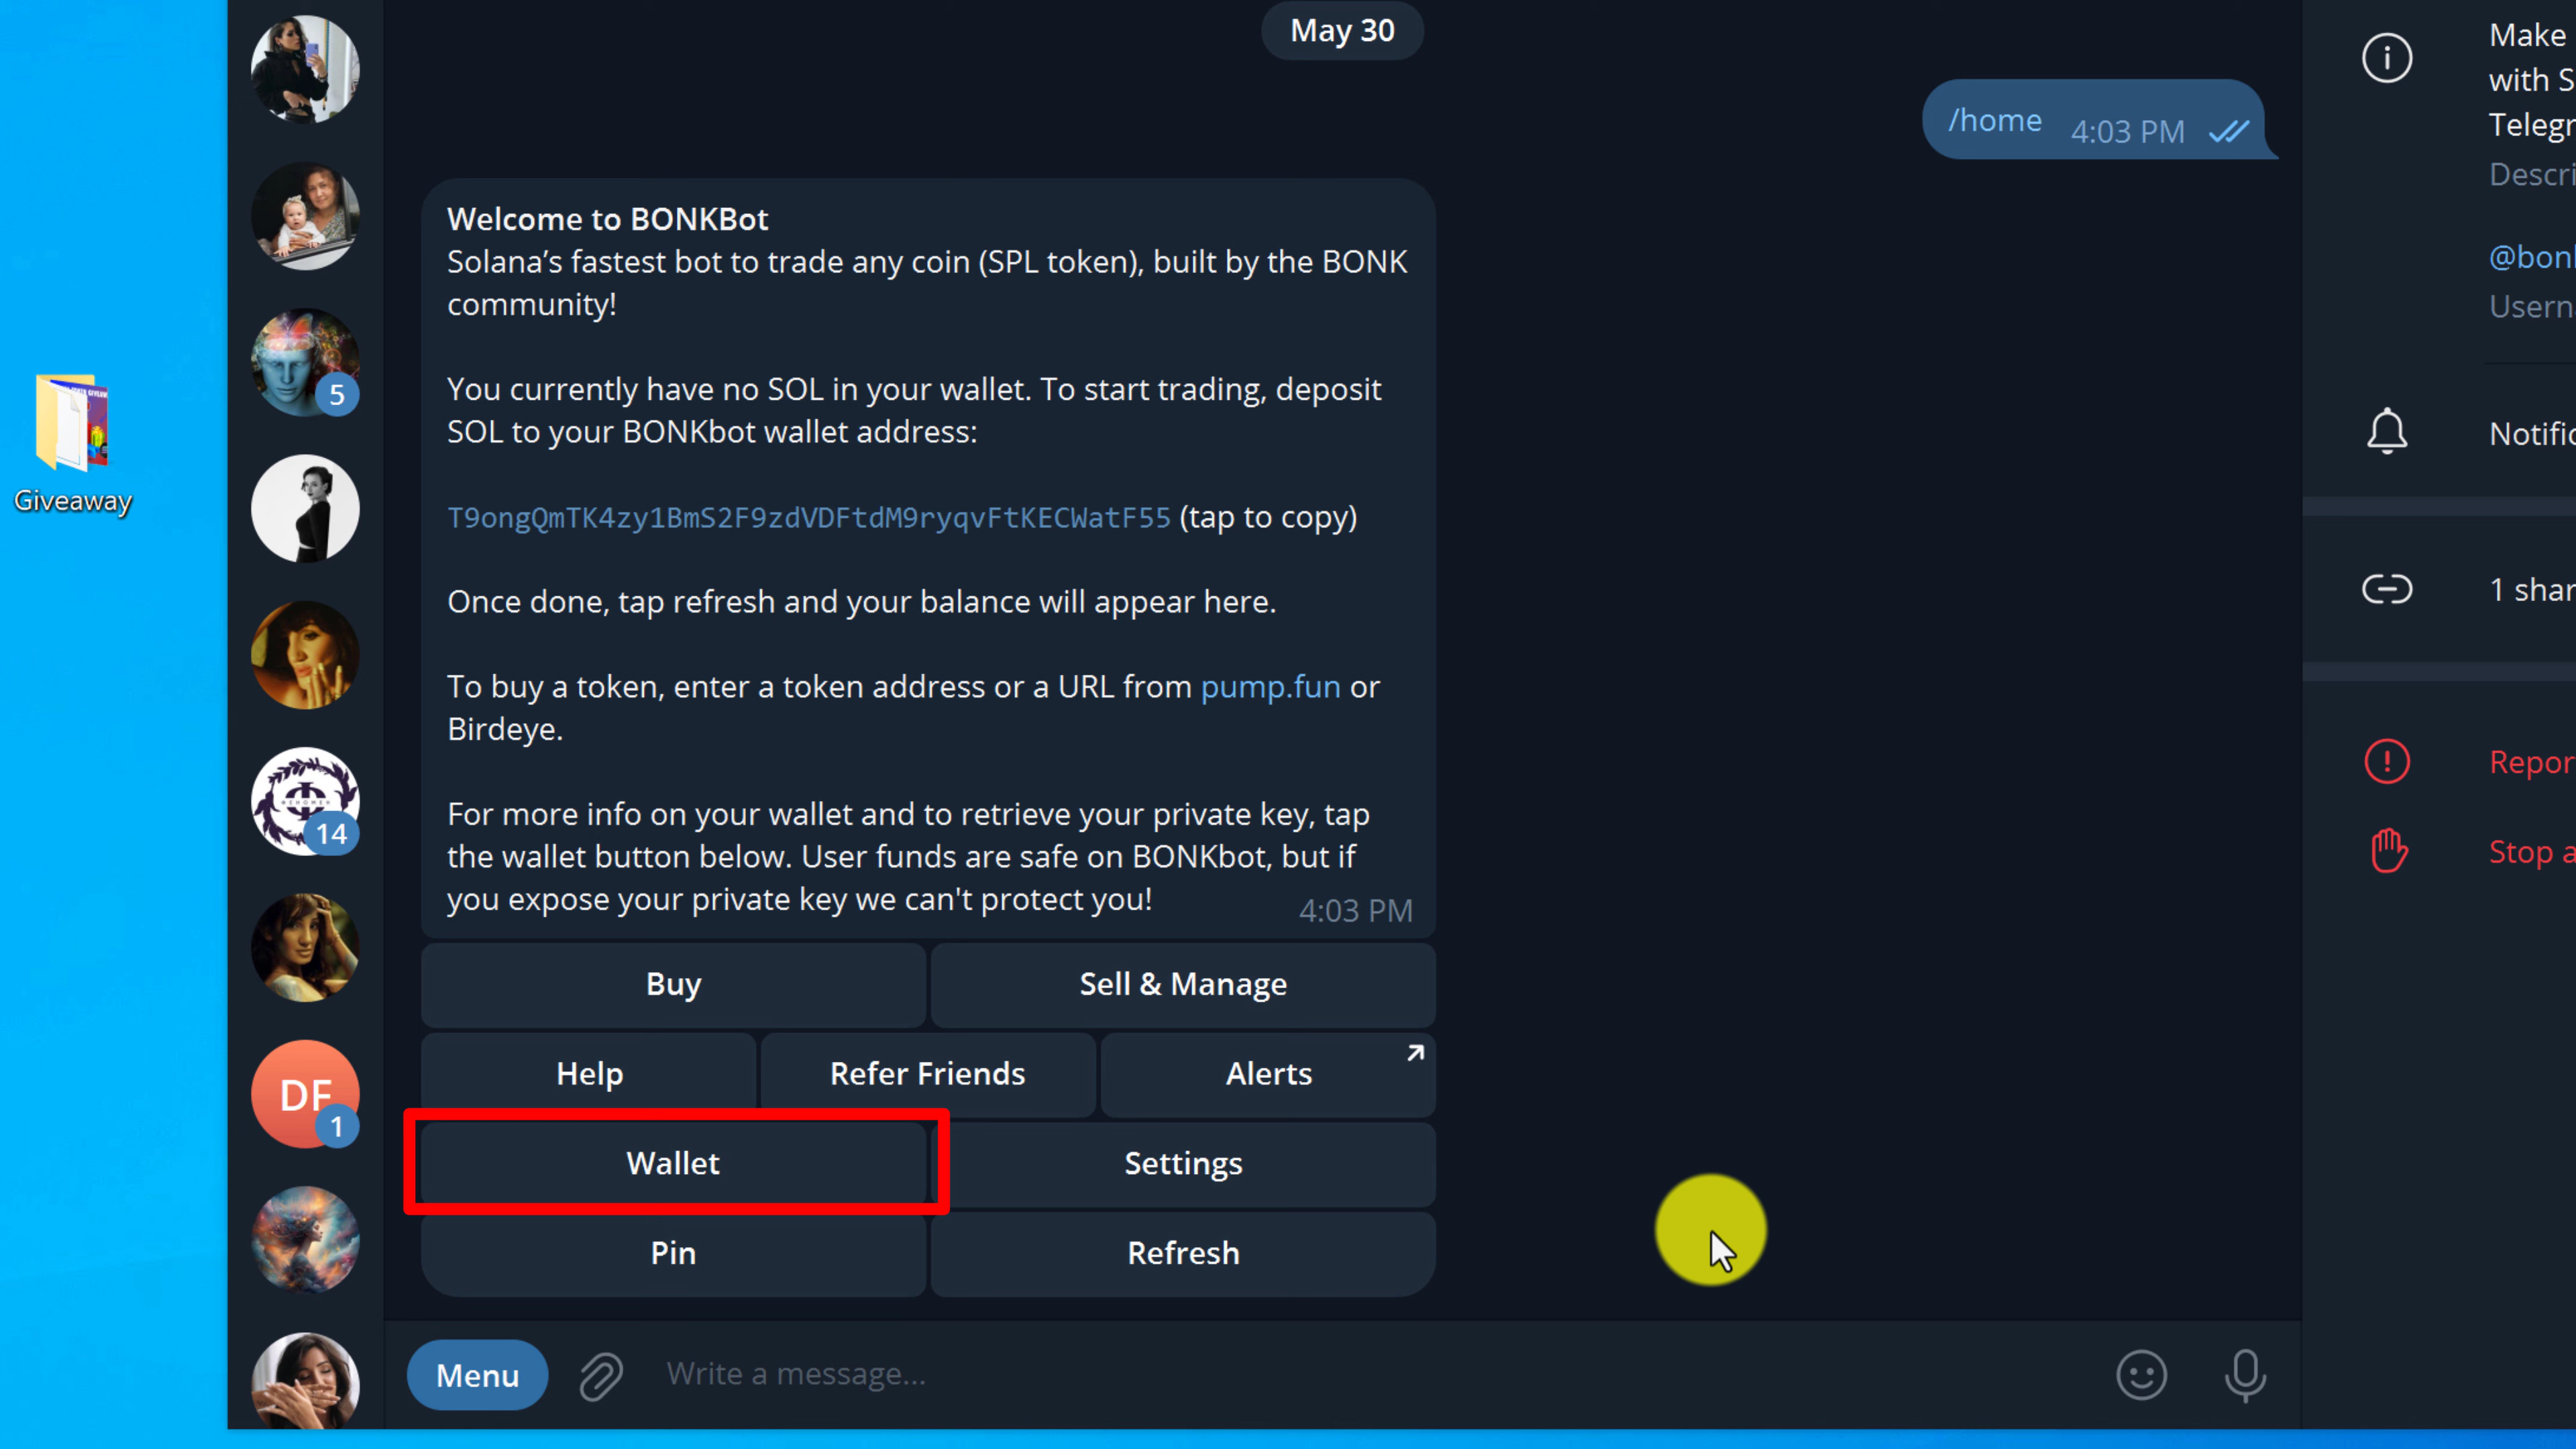 May 30
/home 4:03 PM
Welcome to BONKBot
Solana’s fastest bot to trade any coin (SPL token), built by the BONK
community!
You currently have no SOL in your wallet. To start trading, deposit
SOL to your BONKbot wallet address:
T9ongQmTK4zy1BmS2F9zdVDFtdM9ryqvFtKECWatF55 (tap to copy)
Once done, tap refresh and your balance will appear here.
To buy a token, enter a token address or a URL from pump.fun or
Birdeye.
For more info on your wallet and to retrieve your private key, tap
the wallet button below. User funds are safe on BONKbot, but if
you expose your private key we can't protect you!
4:03 PM
Buy
Sell & Manage
Help
Refer Friends
Alerts
Wallet
Settings
Pin
Refresh
Menu
Write a message...
Giveaway
5
14
DF
1
Make
with S
Telegr
Descri
@bonk
Userna
Notific
1 shar
Repor
Stop a